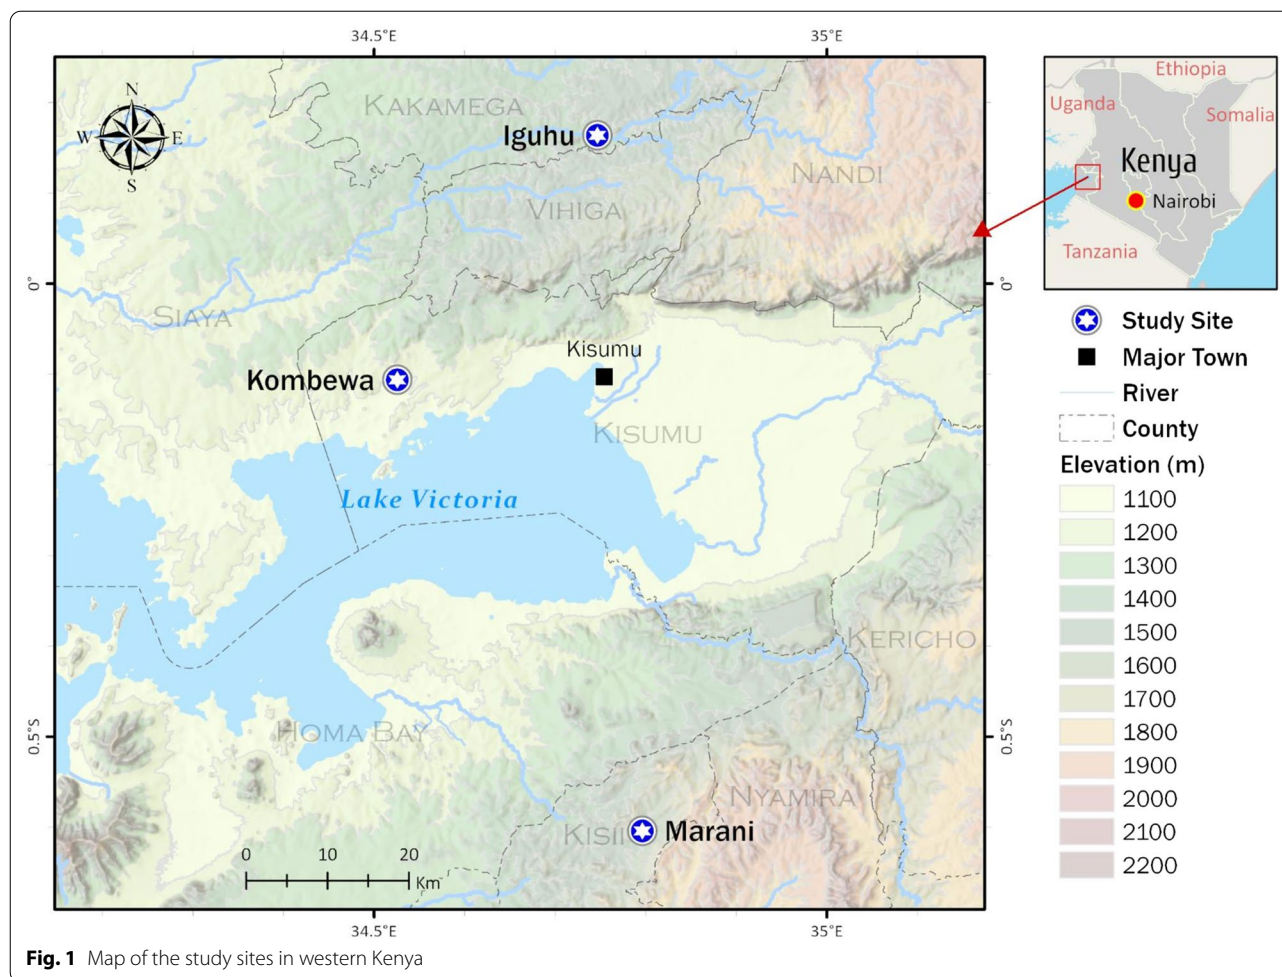 34.5°E
35°E
N
W
E
S
KAKAMEGA
Iguhu
NANDI
VIHIGA
0°
0°
SIAYA
Kisumu
Kombewa
KISUMU
Lake Victoria
KERICHO
HOMA BAY
0.5°S
0.5°S
NYAMIRA
KISII
Marani
0 10 20
Km
34.5°E
35°E
Ethiopia
Uganda
Somalia
Kenya
Nairobi
Tanzania
Study Site
Major Town
River
County
Elevation (m)
1100
1200
1300
1400
1500
1600
1700
1800
1900
2000
2100
2200
Fig. 1 Map of the study sites in western Kenya